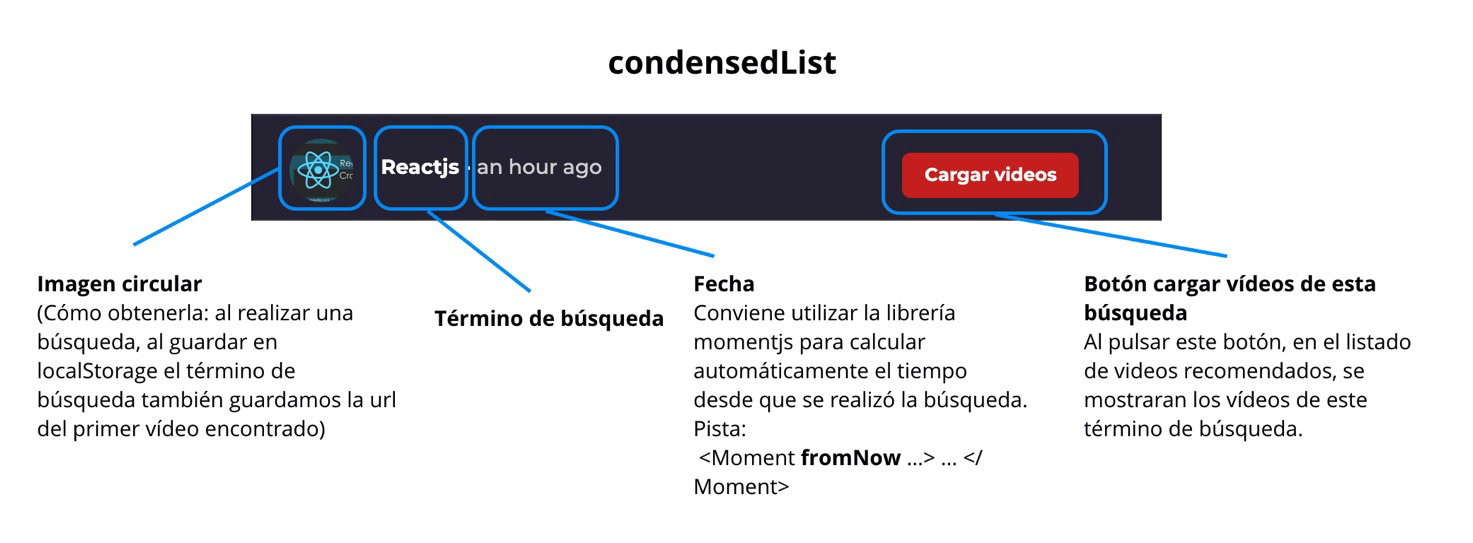 condensedList
Rea
Cro
Reactjs · an hour ago
Cargar videos
Imagen circular
(Cómo obtenerla: al realizar una
búsqueda, al guardar en
localStorage el término de
búsqueda también guardamos la url
del primer vídeo encontrado)
Término de búsqueda
Fecha
Conviene utilizar la librería
momentjs para calcular
automáticamente el tiempo
desde que se realizó la búsqueda.
Pista:
<Moment fromNow ...> ... </
Moment>
Botón cargar vídeos de esta
búsqueda
Al pulsar este botón, en el listado
de videos recomendados, se
mostraran los vídeos de este
término de búsqueda.